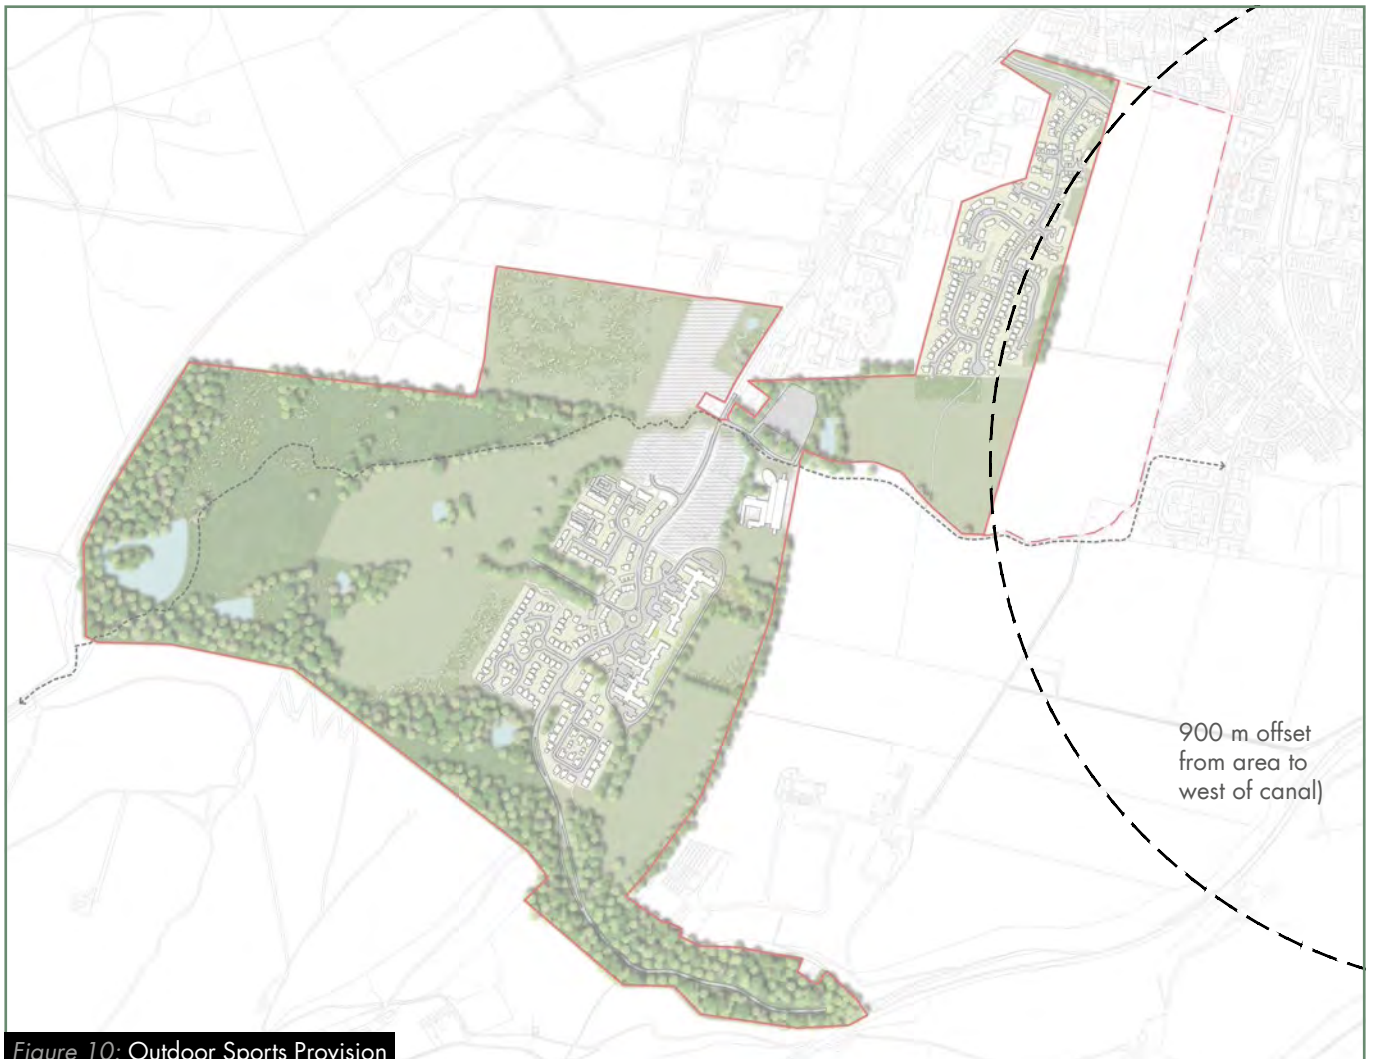 900 m offset
from area to
west of canal)
Figure 10: Outdoor Sports Provision